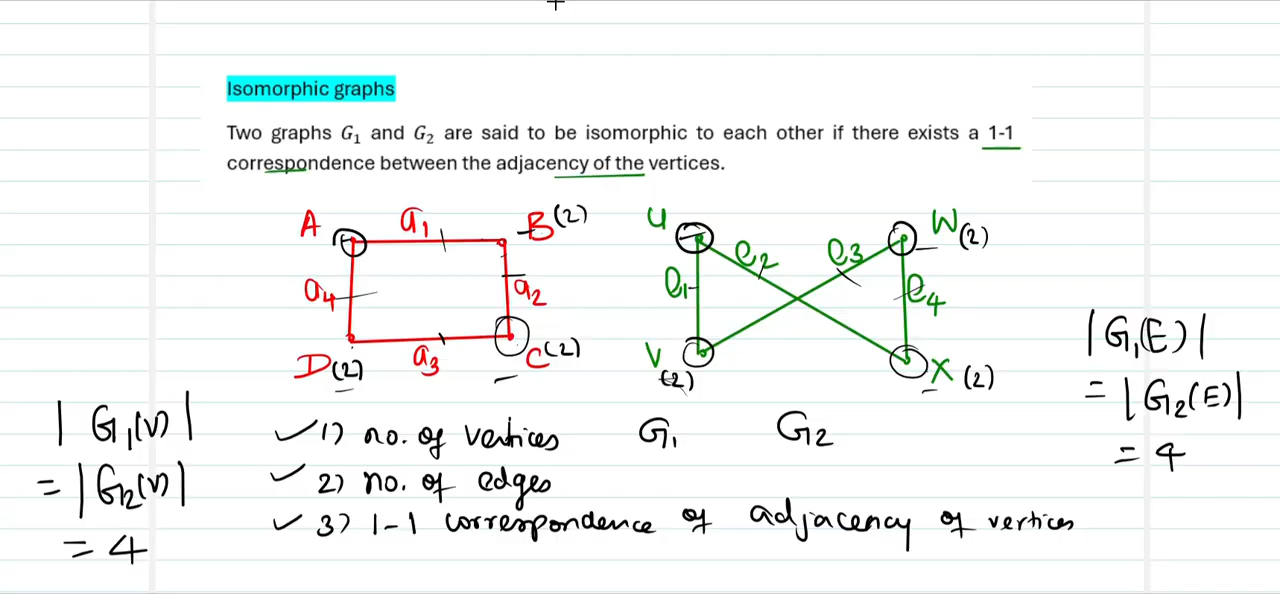 Isomorphic graphs
Two graphs G₁ and G₂ are said to be isomorphic to each other if there exists a 1-1
correspondence between the adjacency of the vertices.
A a₁ B (2) U e₂ e₃ W (2)
a₄ a₂ e₁ e₄
D (2) a₃ C (2) V (2) X (2)
|G₁(E)|
= |G₂(E)|
= 4
|G₁(V)|
= |G₂(V)|
= 4
✓ 1) no. of vertices G₁ G₂
✓ 2) no. of edges
✓ 3) 1-1 correspondence of adjacency of vertices